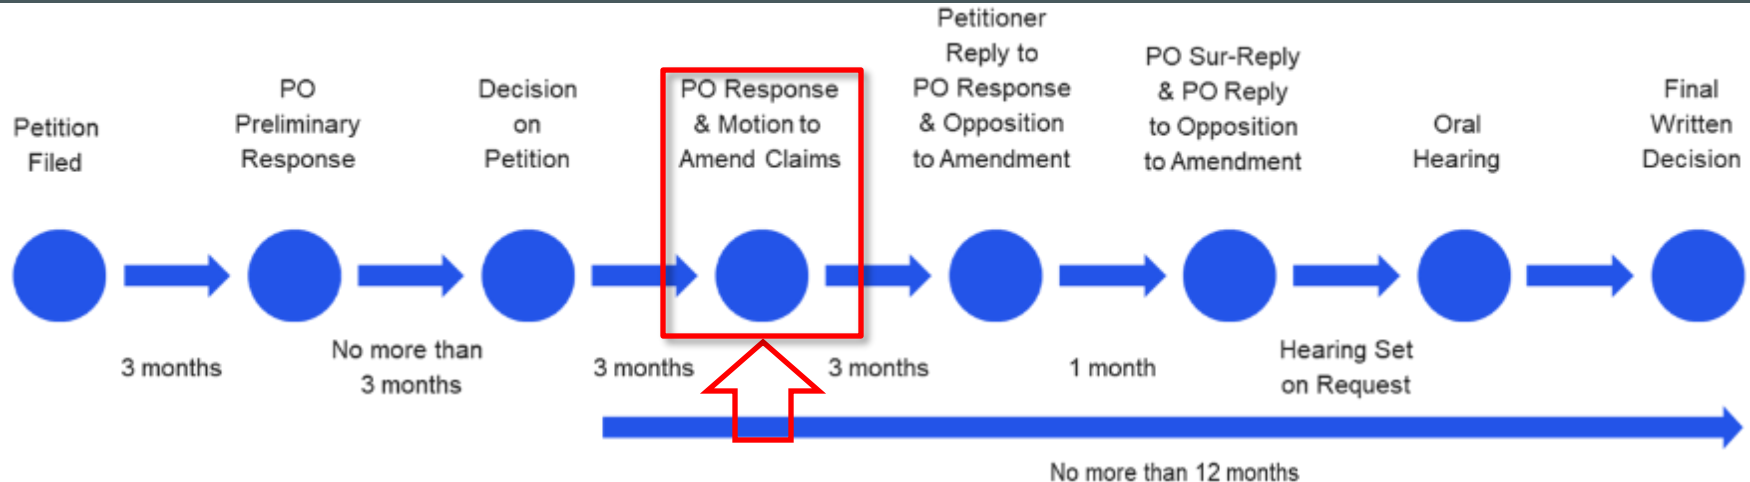 Petition
Filed
PO
Preliminary
Response
Decision
on
Petition
PO Response
& Motion to
Amend Claims
Petitioner
Reply to
PO Response
& Opposition
to Amendment
PO Sur-Reply
& PO Reply
to Opposition
to Amendment
Oral
Hearing
Final
Written
Decision
3 months
No more than
3 months
3 months
3 months
1 month
Hearing Set
on Request
No more than 12 months